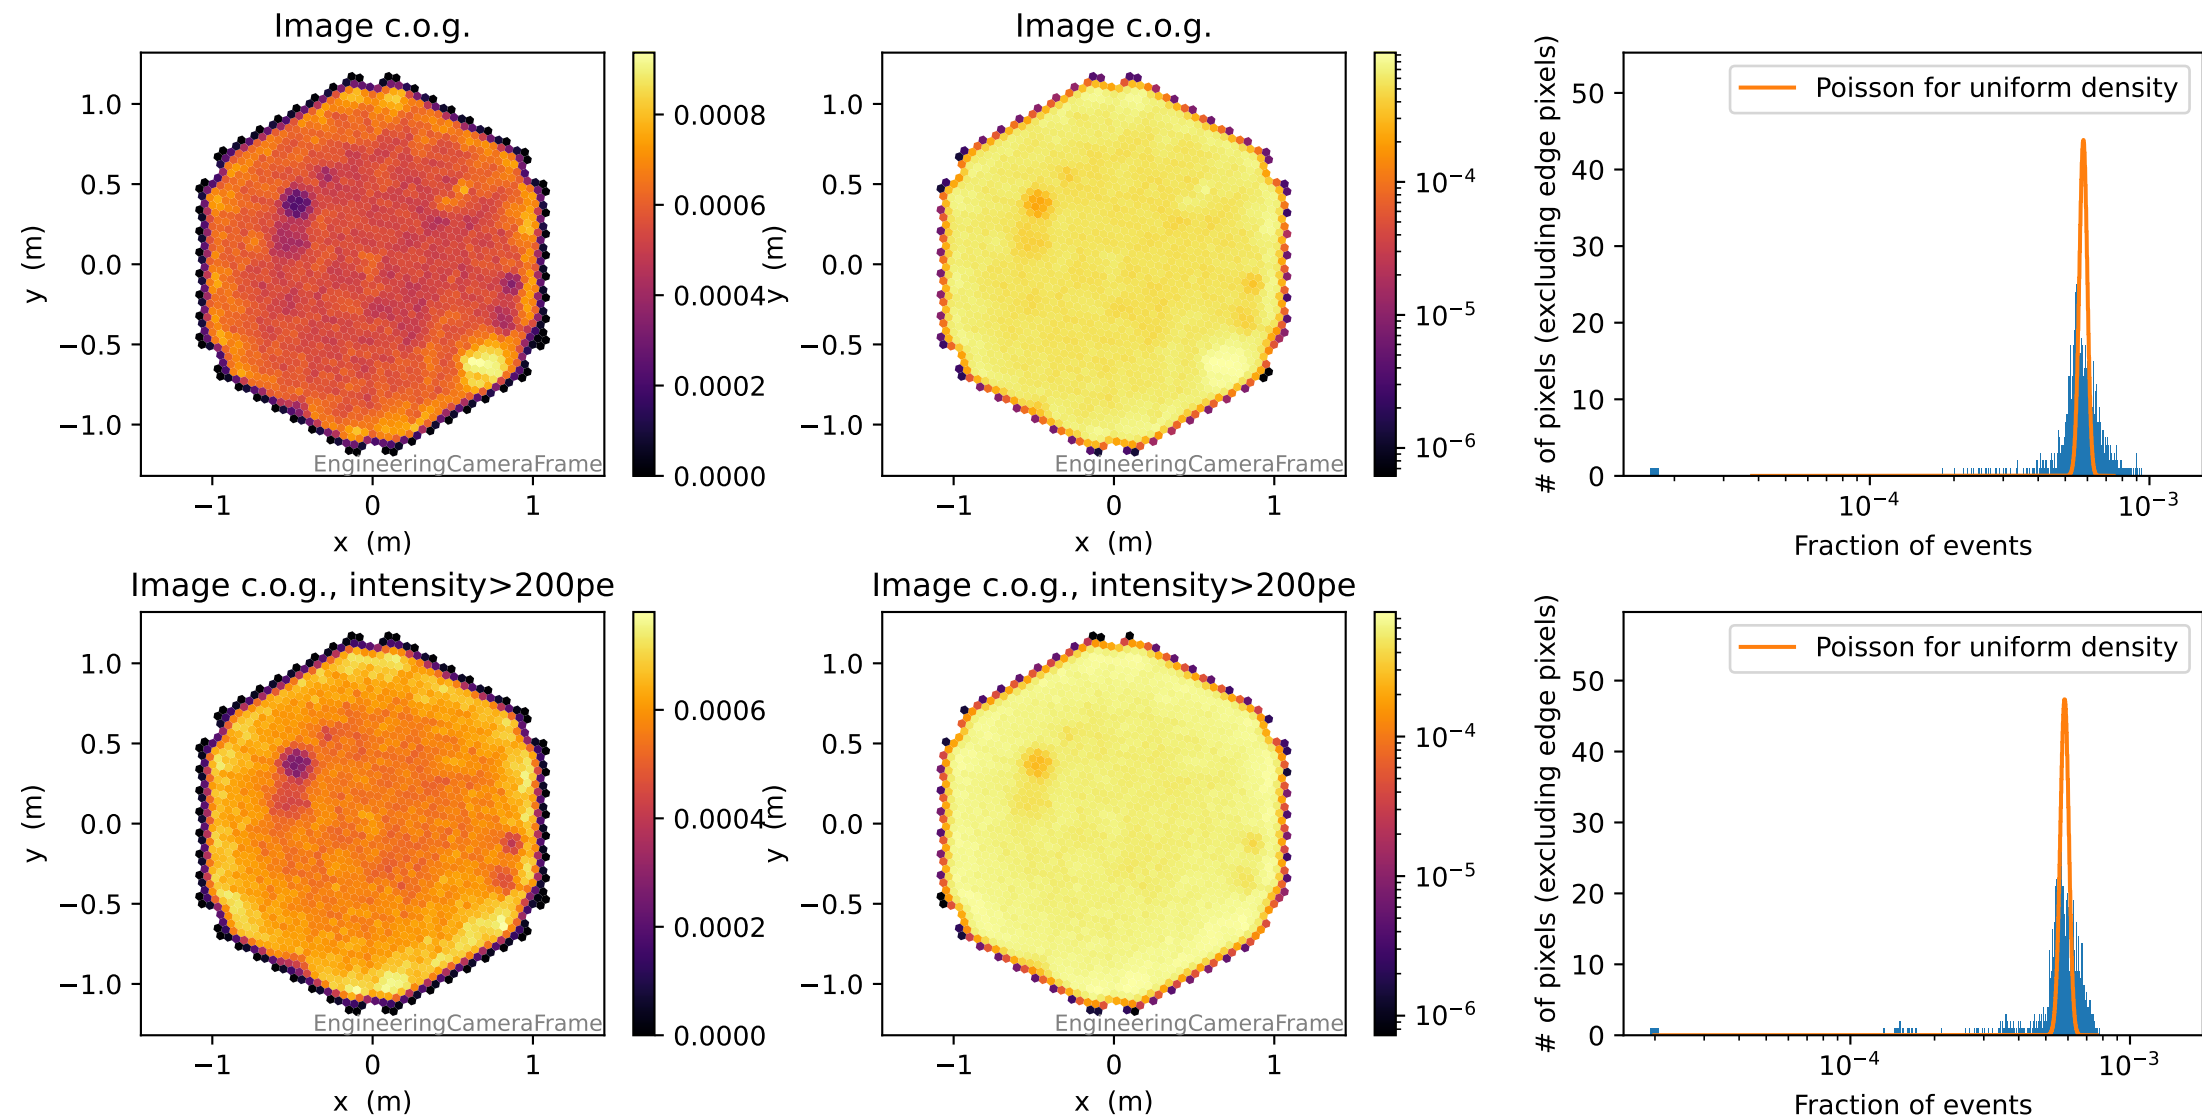 Image c.o.g.
1.0
0.5
0.0
−0.5
−1.0
y (m)
−1
0
1
x (m)
EngineeringCameraFrame
0.0008
0.0006
0.0004
0.0002
0.0000
Image c.o.g.
1.0
0.5
0.0
−0.5
−1.0
y (m)
−1
0
1
x (m)
EngineeringCameraFrame
10⁻⁴
10⁻⁵
10⁻⁶
Poisson for uniform density
50
40
30
20
10
0
# of pixels (excluding edge pixels)
10⁻⁴
10⁻³
Fraction of events
Image c.o.g., intensity>200pe
1.0
0.5
0.0
−0.5
−1.0
y (m)
−1
0
1
x (m)
EngineeringCameraFrame
0.0006
0.0004
0.0002
0.0000
Image c.o.g., intensity>200pe
1.0
0.5
0.0
−0.5
−1.0
y (m)
−1
0
1
x (m)
EngineeringCameraFrame
10⁻⁴
10⁻⁵
10⁻⁶
Poisson for uniform density
50
40
30
20
10
0
# of pixels (excluding edge pixels)
10⁻⁴
10⁻³
Fraction of events